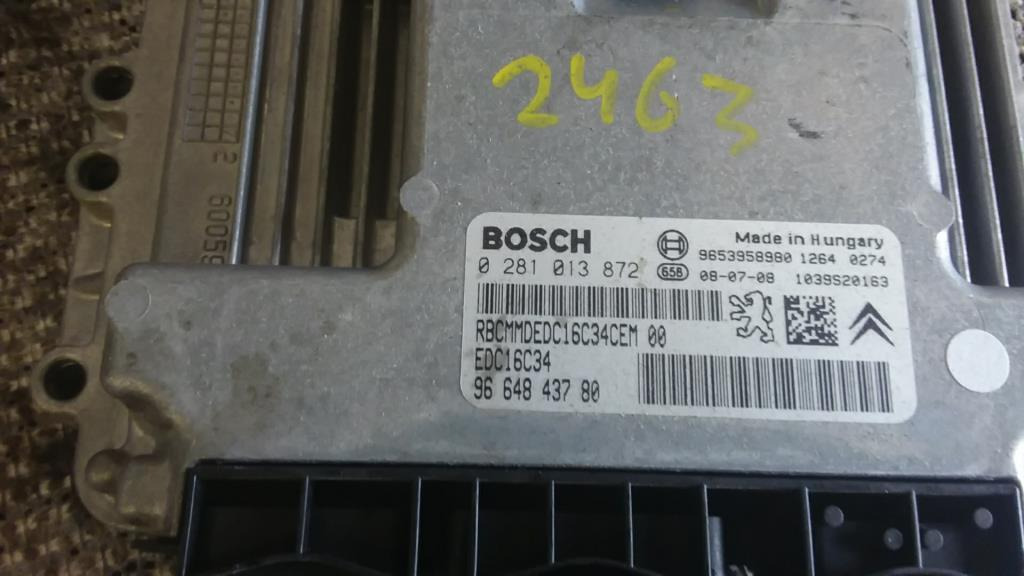 2463
BOSCH
Made in Hungary
0 281 013 872
9653958980 1264 0274
656 08-07-08 1039S20163
RBCMMDEDC16C34CEM 00
EDC16C34
96 648 437 80